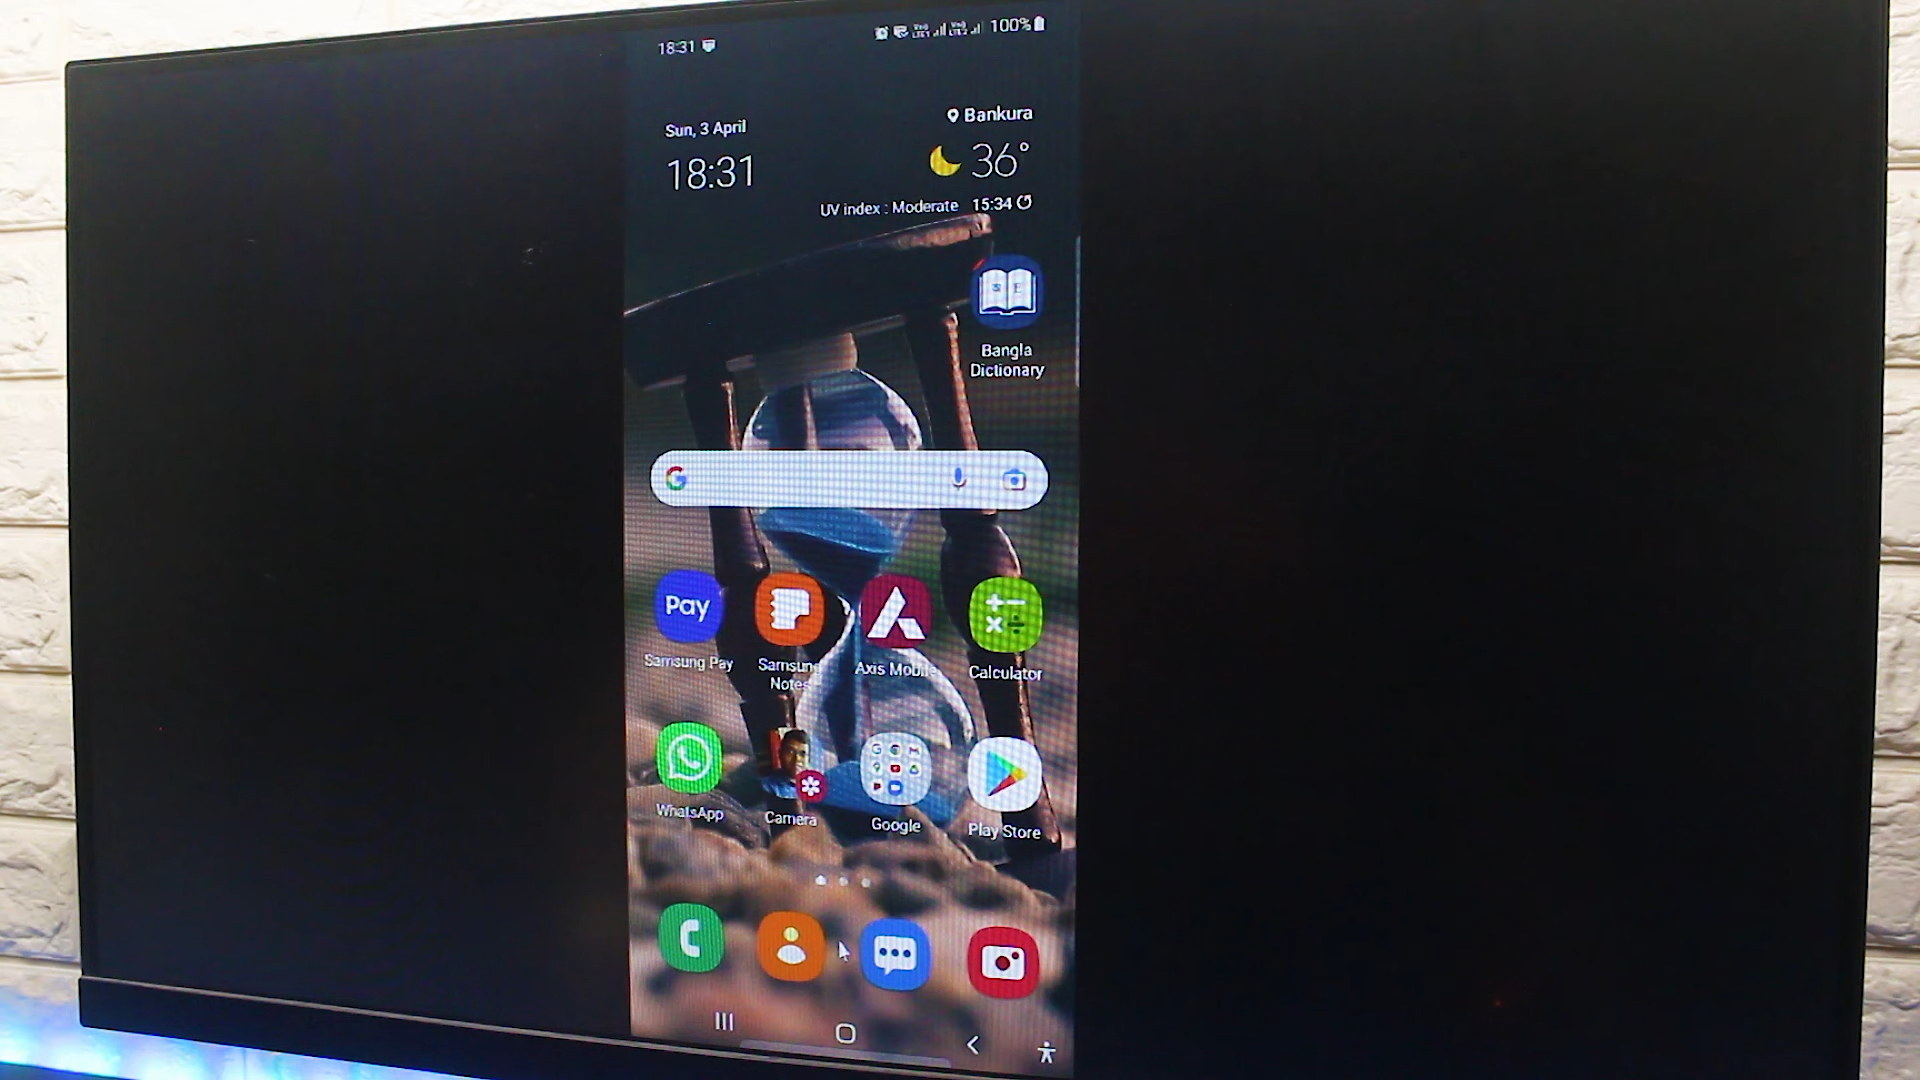 18:31
100%
Sun, 3 April
Bankura
18:31
36°
UV index : Moderate 15:34
Bangla
Dictionary
Pay
Samsung Pay
Samsung
Notes
Axis Mobile
Calculator
WhatsApp
Camera
Google
Play Store